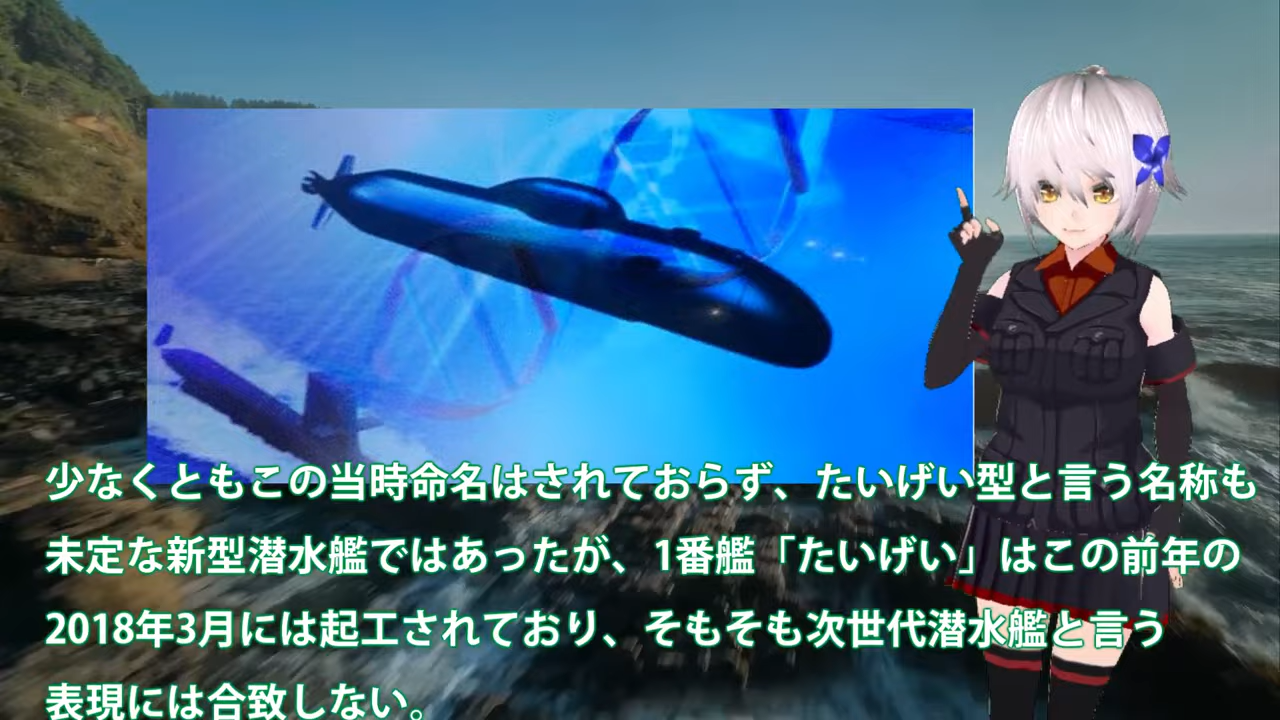 少なくともこの当時命名はされておらず、たいげい型と言う名称も
未定な新型潜水艦ではあったが、1番艦「たいげい」はこの前年の
2018年3月には起工されており、そもそも次世代潜水艦と言う
表現には合致しない。